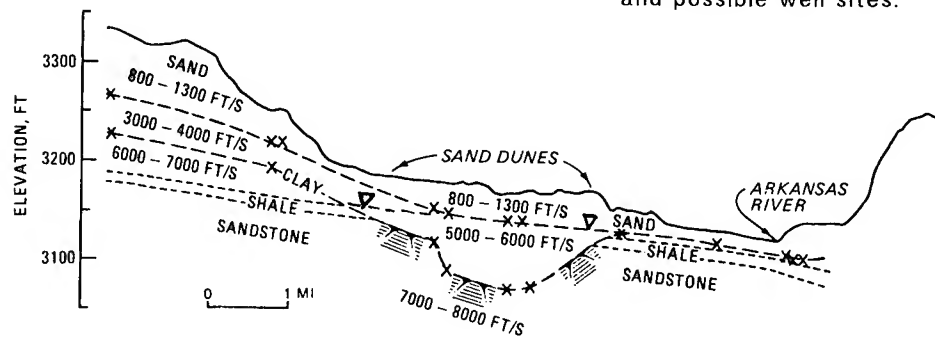 and possible well sites.
3300
3200
3100
ELEVATION, FT
SAND
800 – 1300 FT/S
3000 – 4000 FT/S
6000 – 7000 FT/S
CLAY
SHALE
SANDSTONE
SAND DUNES
800 – 1300 FT/S
5000 – 6000 FT/S
7000 – 8000 FT/S
SAND
SHALE
SANDSTONE
ARKANSAS
RIVER
0 1 MI